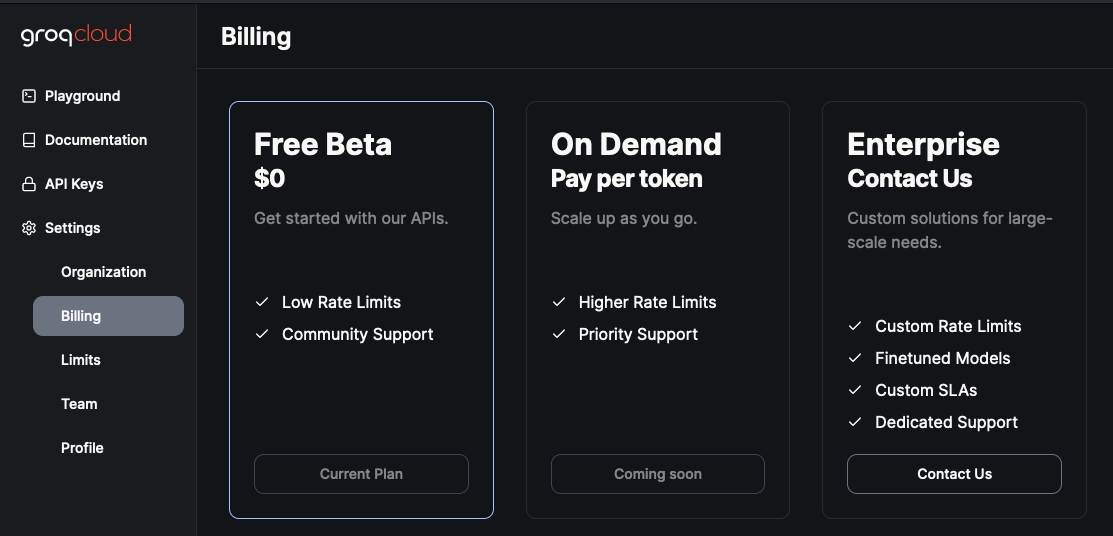 groqcloud
Playground
Documentation
API Keys
Settings
Organization
Billing
Limits
Team
Profile
Billing
Free Beta
$0
Get started with our APIs.
Low Rate Limits
Community Support
Current Plan
On Demand
Pay per token
Scale up as you go.
Higher Rate Limits
Priority Support
Coming soon
Enterprise
Contact Us
Custom solutions for large-
scale needs.
Custom Rate Limits
Finetuned Models
Custom SLAs
Dedicated Support
Contact Us